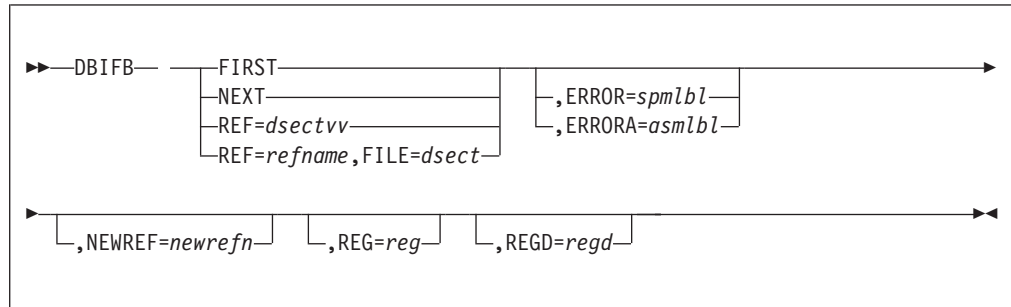 DBIFB FIRST
NEXT ,ERROR=spmlbl
REF=dsectvv ,ERRORA=asmlbl
REF=refname,FILE=dsect
,NEWREF=newrefn ,REG=reg ,REGD=regd